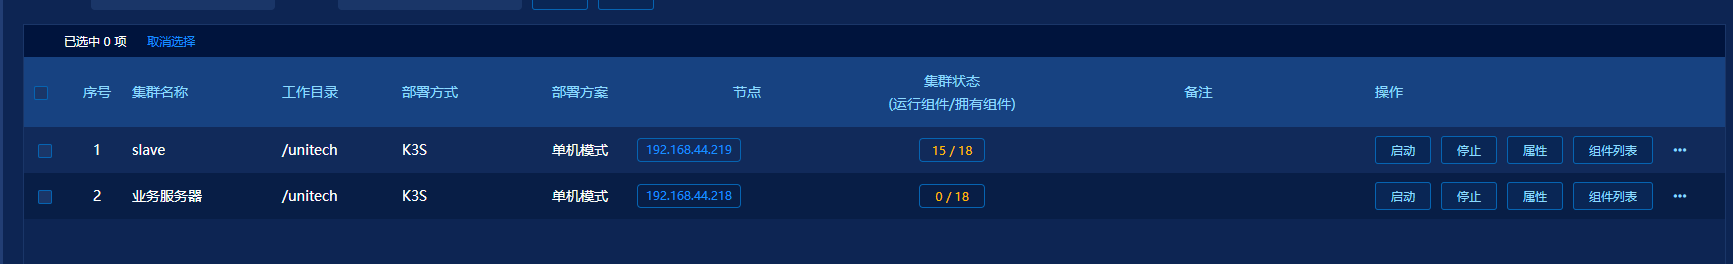 已选中 0 项 取消选择
序号 集群名称 工作目录 部署方式 部署方案 节点 集群状态 备注 操作
(运行组件/拥有组件)
1 slave /unitech K3S 单机模式 192.168.44.219 15 / 18 启动 停止 属性 组件列表 •••
2 业务服务器 /unitech K3S 单机模式 192.168.44.218 0 / 18 启动 停止 属性 组件列表 •••